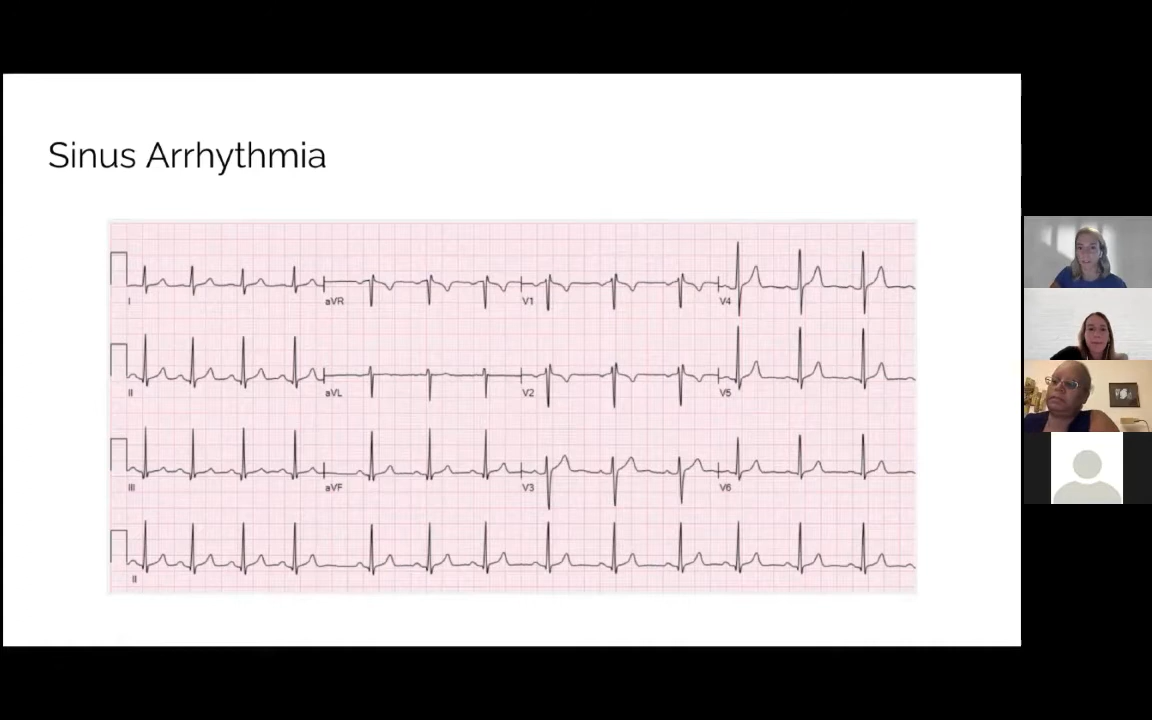 Sinus Arrhythmia
I aVR V1 V4
II aVL V2 V5
III aVF V3 V6
II